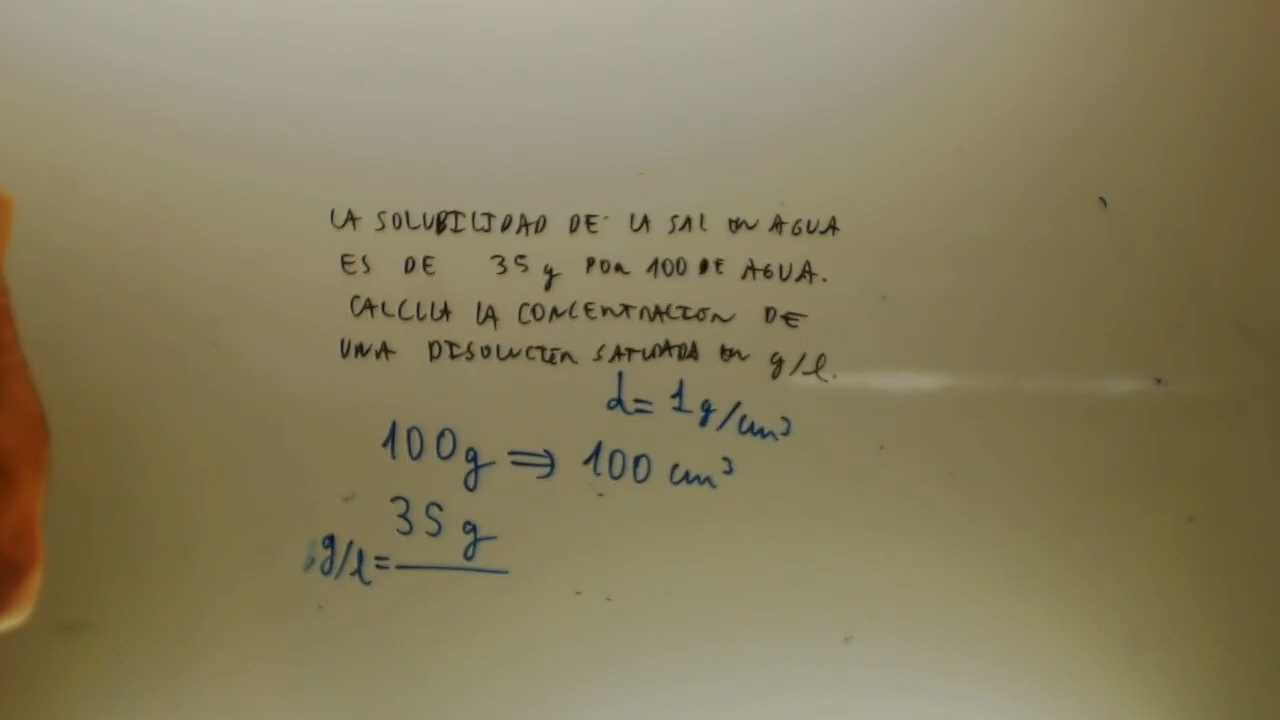 LA SOLUBILIDAD DE LA SAL EN AGUA
ES DE 35 g POR 100 DE AGUA.
CALCULA LA CONCENTRACION DE
UNA DISOLUCIÓN SATURADA EN g/l.
d = 1 g/cm³
100 g ⇒ 100 cm³
35 g
g/l =